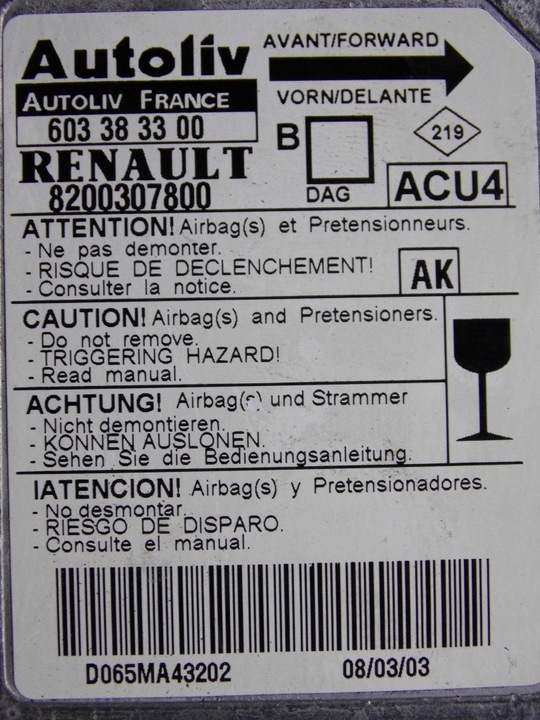 Autoliv
AVANT/FORWARD
AUTOLIV FRANCE
VORN/DELANTE
603 38 33 00
B
219
RENAULT
8200307800
DAG
ACU4
ATTENTION! Airbag(s) et Pretensionneurs.
- Ne pas demonter.
- RISQUE DE DECLENCHEMENT!
- Consulter la notice.
AK
CAUTION! Airbag(s) and Pretensioners.
- Do not remove.
- TRIGGERING HAZARD!
- Read manual.
ACHTUNG! Airbag(s) und Strammer
- Nicht demontieren.
- KONNEN AUSLONEN.
- Sehen Sie die Bedienungsanleitung.
IATENCION! Airbag(s) y Pretensionadores.
- No desmontar.
- RIESGO DE DISPARO.
- Consulte el manual.
D065MA43202 08/03/03